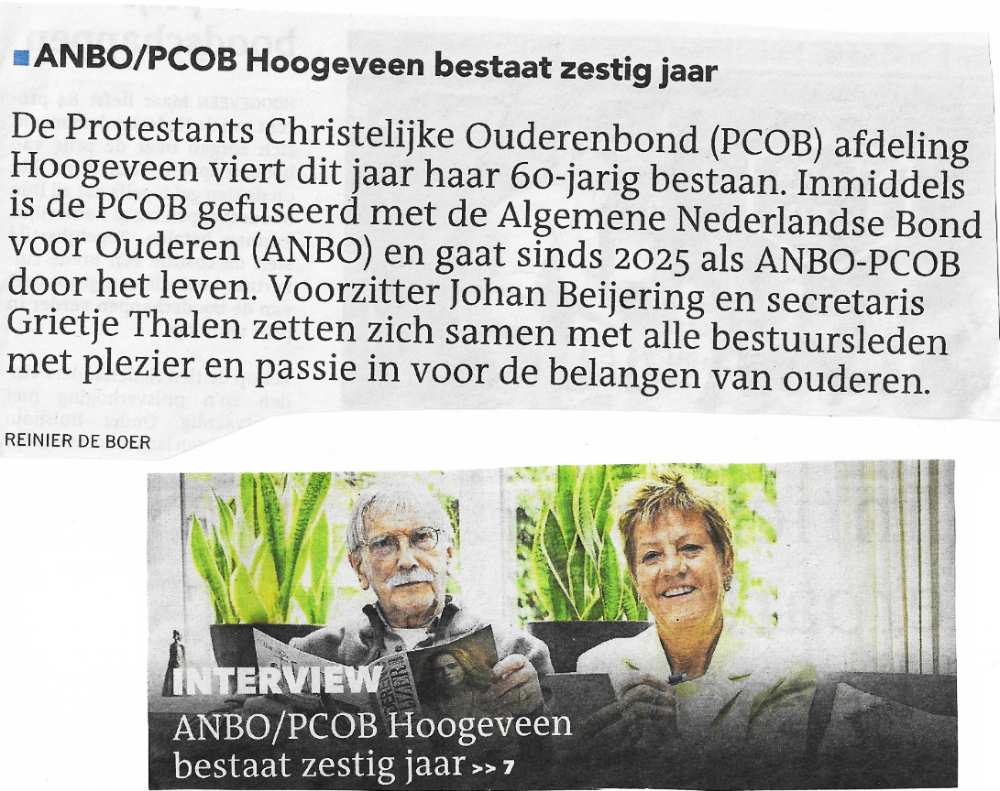 ANBO/PCOB Hoogeveen bestaat zestig jaar
De Protestants Christelijke Ouderenbond (PCOB) afdeling
Hoogeveen viert dit jaar haar 60-jarig bestaan. Inmiddels
is de PCOB gefuseerd met de Algemene Nederlandse Bond
voor Ouderen (ANBO) en gaat sinds 2025 als ANBO-PCOB
door het leven. Voorzitter Johan Beijering en secretaris
Grietje Thalen zetten zich samen met alle bestuursleden
met plezier en passie in voor de belangen van ouderen.
REINIER DE BOER
INTERVIEW
ANBO/PCOB Hoogeveen
bestaat zestig jaar >> 7